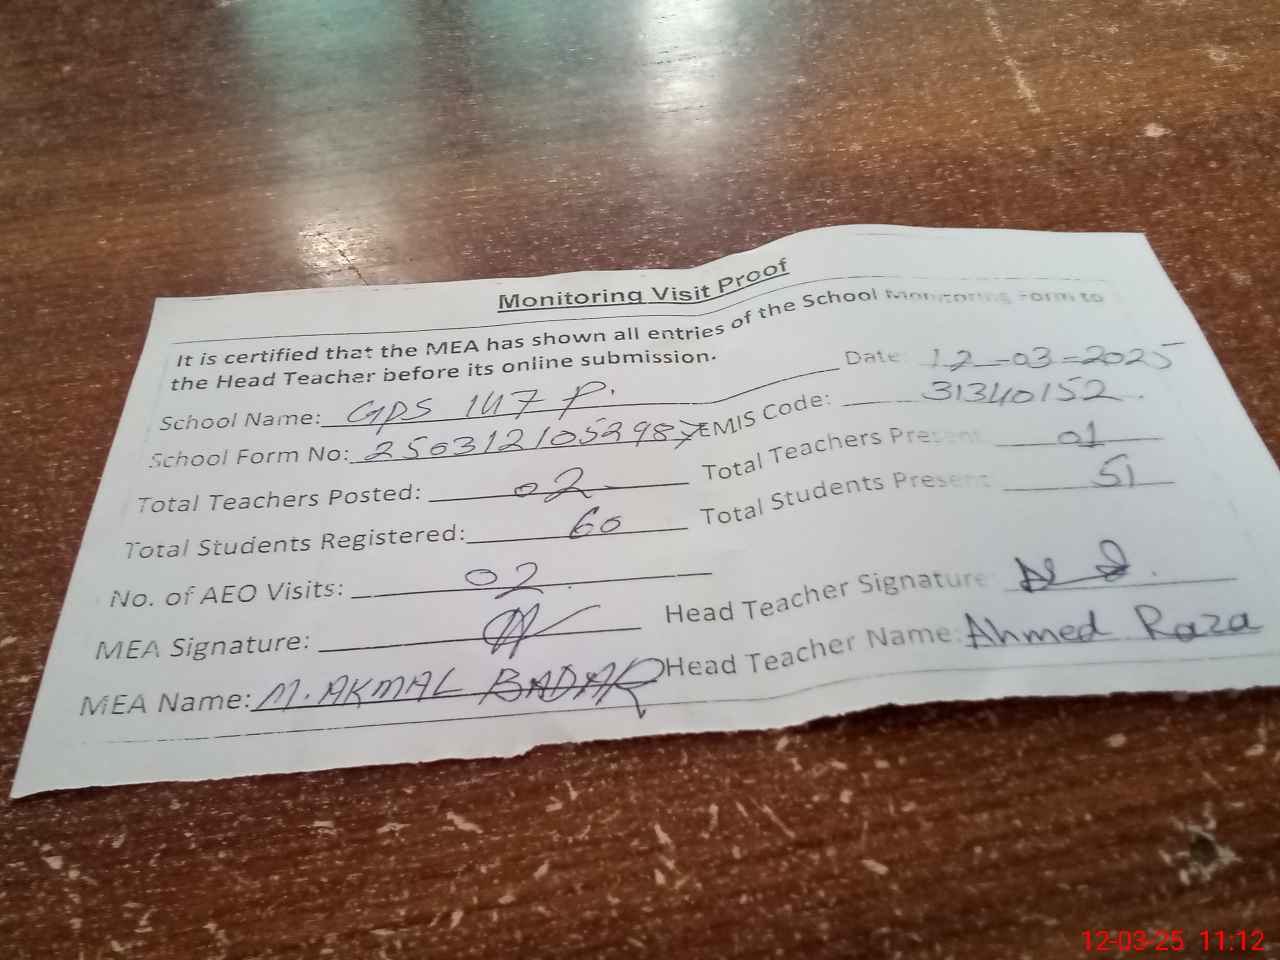 Monitoring Visit Proof
It is certified that the MEA has shown all entries of the School Monitoring Form to
the Head Teacher before its online submission.
Date 12-03-2025
School Name: GPS 147 P.
EMIS Code: 31340152.
School Form No:
Total Teachers Present 01
Total Teachers Posted: 02
Total Students Present 51
Total Students Registered: 60
No. of AEO Visits: 02
Head Teacher Signature
MEA Signature:
Head Teacher Name: Ahmed Raza
MEA Name: M. AKMAL BADAR
12-03-25 11:12